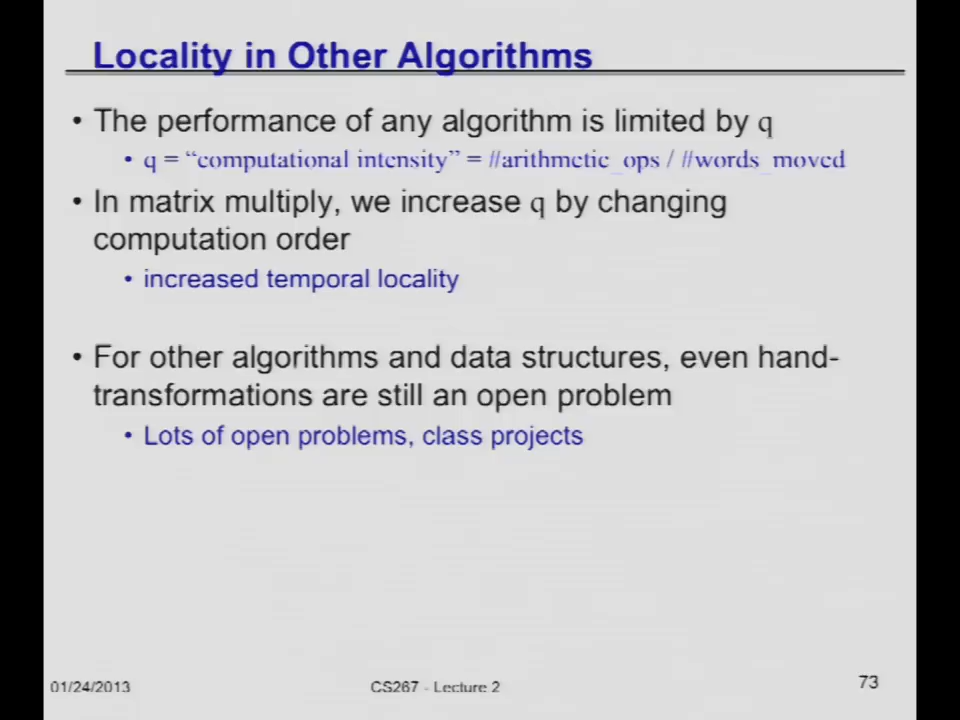 Locality in Other Algorithms
• The performance of any algorithm is limited by q
• q = “computational intensity” = #arithmetic_ops / #words_moved
• In matrix multiply, we increase q by changing
computation order
• increased temporal locality
• For other algorithms and data structures, even hand-
transformations are still an open problem
• Lots of open problems, class projects
01/24/2013
CS267 - Lecture 2
73